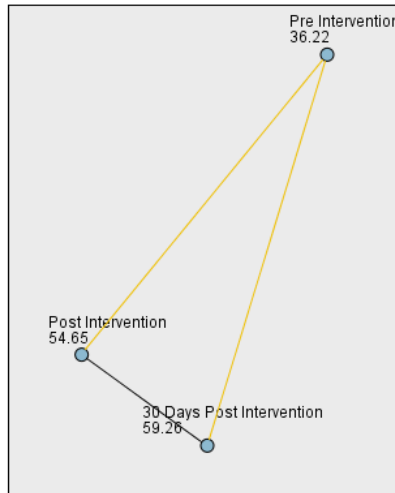 Pre Intervention
36.22
Post Intervention
54.65
30 Days Post Intervention
59.26